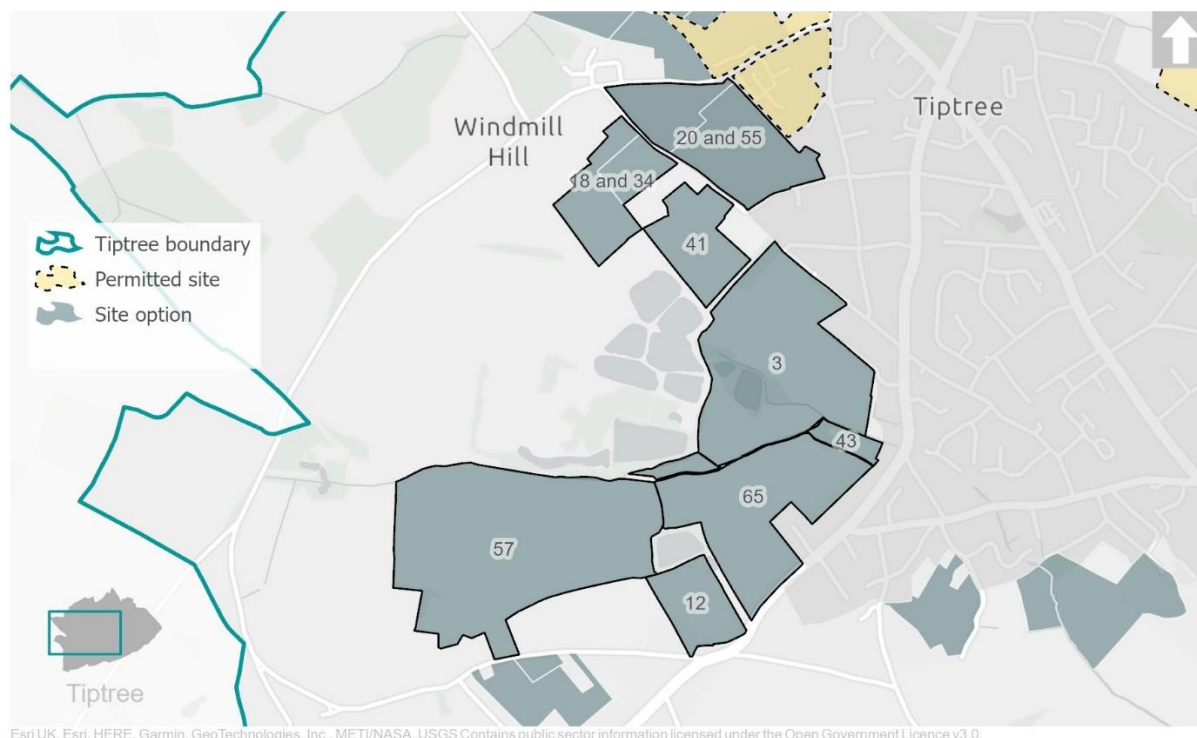 Tiptree
Windmill
Hill
20 and 55
18 and 34
Tiptree boundary
Permitted site
Site option
41
3
43
65
57
12
Tiptree
Esri UK, Esri, HERE, Garmin, GeoTechnologies, Inc., METI/NASA, USGS Contains public sector information licensed under the Open Government Licence v3.0.